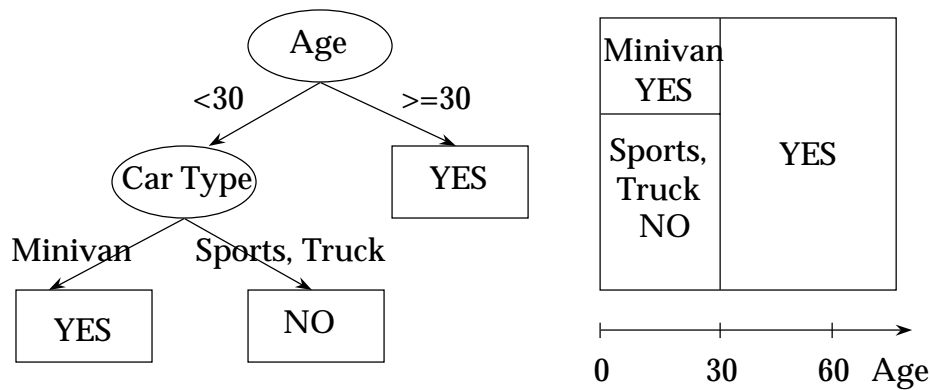 Age
<30
>=30
Car Type
YES
Minivan
Sports, Truck
YES
NO
Minivan
YES
Sports,
Truck
NO
YES
0
30
60
Age